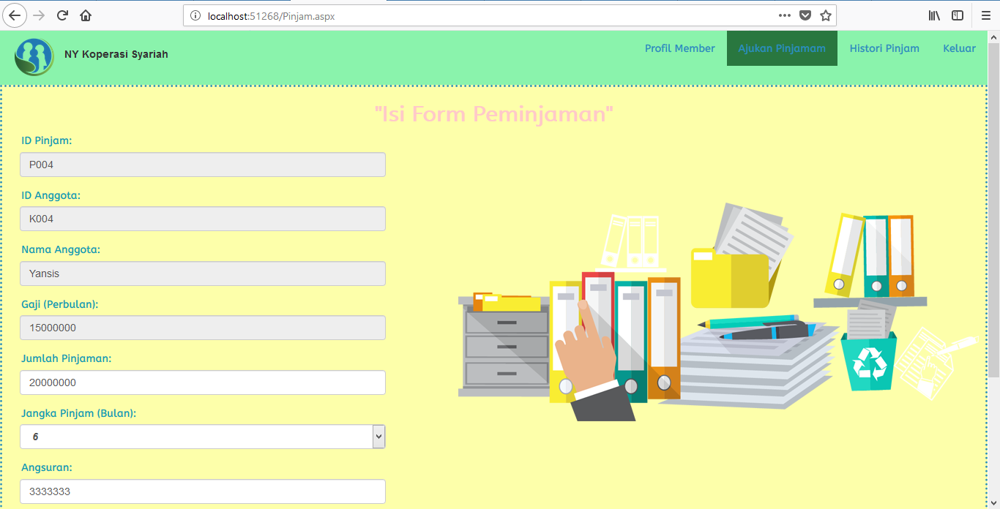 localhost:51268/Pinjam.aspx
NY Koperasi Syariah
Profil Member
Ajukan Pinjamam
Histori Pinjam
Keluar
"Isi Form Peminjaman"
ID Pinjam:
P004
ID Anggota:
K004
Nama Anggota:
Yansis
Gaji (Perbulan):
15000000
Jumlah Pinjaman:
20000000
Jangka Pinjam (Bulan):
6
Angsuran:
3333333